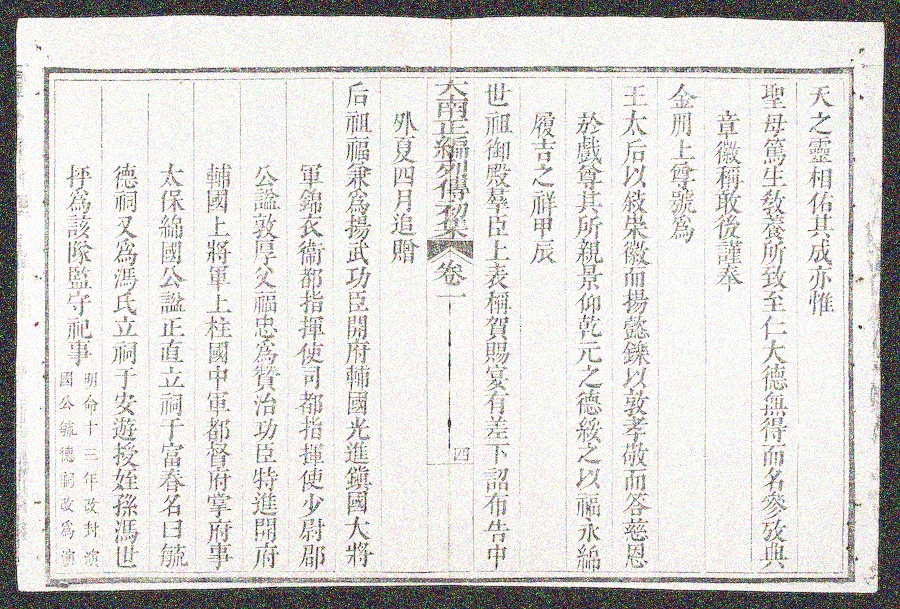 天之靈相佑其成亦惟
聖母篤生敎養所致至仁大德無得而名參攷典
章徽稱敢後謹奉
金册上尊號為
王太后以玆崇徽而揚懿鑠以敦孝敬而答慈恩
於戲尊其所親景仰乾元之德綏之以福永綿
履吉之祥甲辰
世祖御殿羣臣上表稱賀賜宴有差下詔布告中
大南正編列傳初集 卷一 四
外夏四月追贈
后祖福兼為揚武功臣開府輔國光進鎭國大將
軍錦衣衞都指揮使司都指揮使少尉郡
公謚敦厚父福忠為贊治功臣特進開府
輔國上將軍上柱國中軍都督府掌府事
太保綿國公謚正直立祠于富春名曰毓
德祠又為馮氏立祠于安遊授姪孫馮世
抨為該隊監守祀事
明命十三年改封演
國公毓德祠改為演